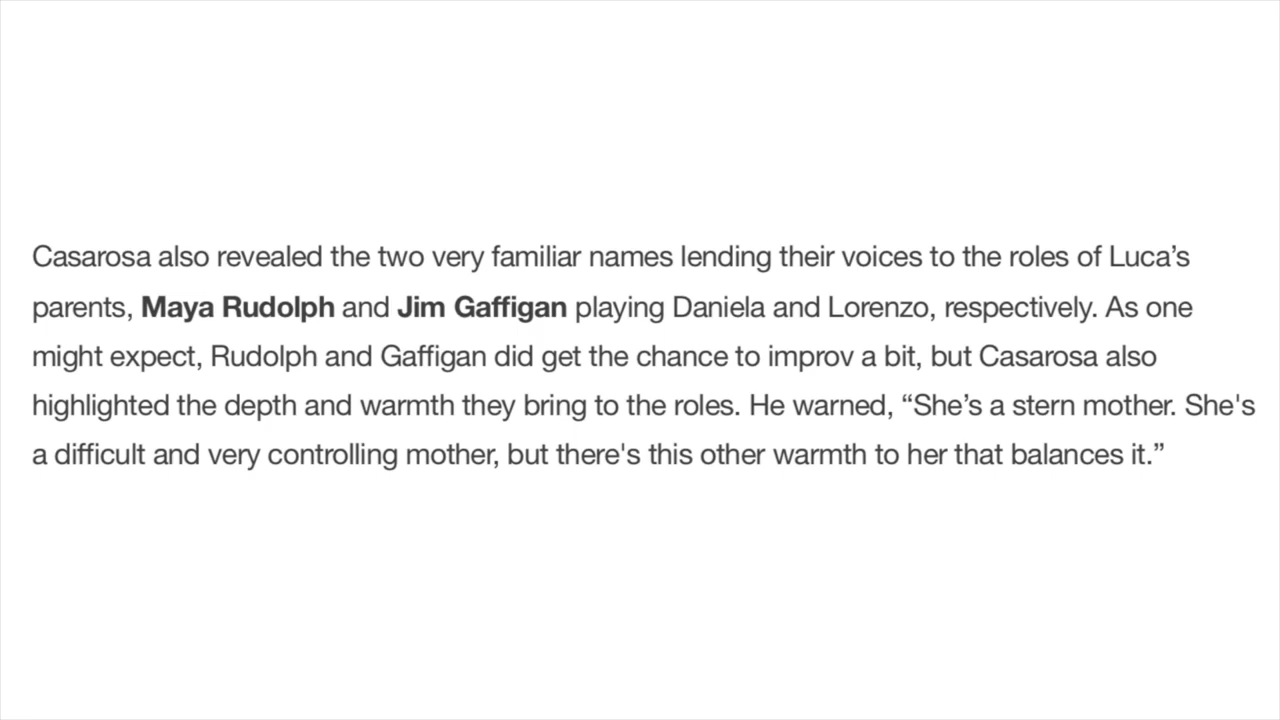 Casarosa also revealed the two very familiar names lending their voices to the roles of Luca’s
parents, Maya Rudolph and Jim Gaffigan playing Daniela and Lorenzo, respectively. As one
might expect, Rudolph and Gaffigan did get the chance to improv a bit, but Casarosa also
highlighted the depth and warmth they bring to the roles. He warned, “She’s a stern mother. She's
a difficult and very controlling mother, but there's this other warmth to her that balances it.”